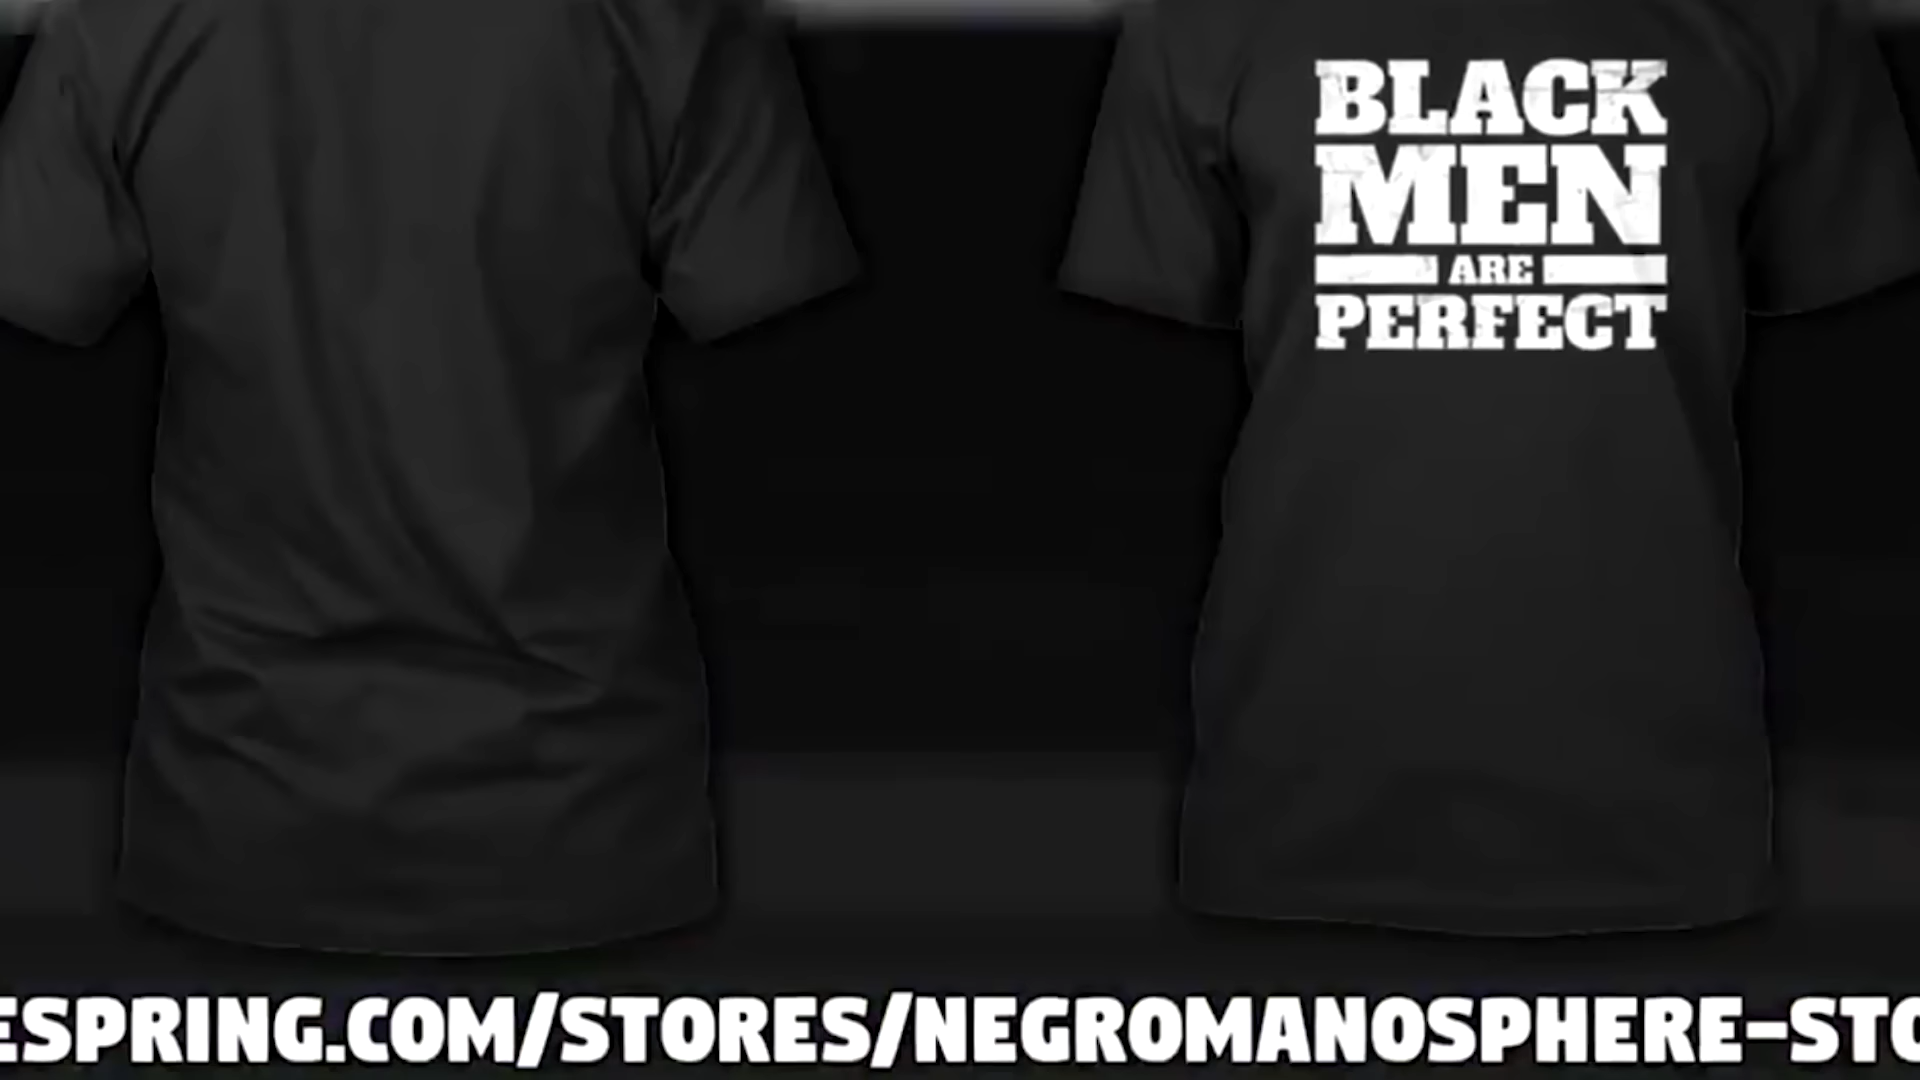 BLACK
MEN
ARE
PERFECT
ESPRING.COM/STORES/NEGROMANOSPHERE-STO